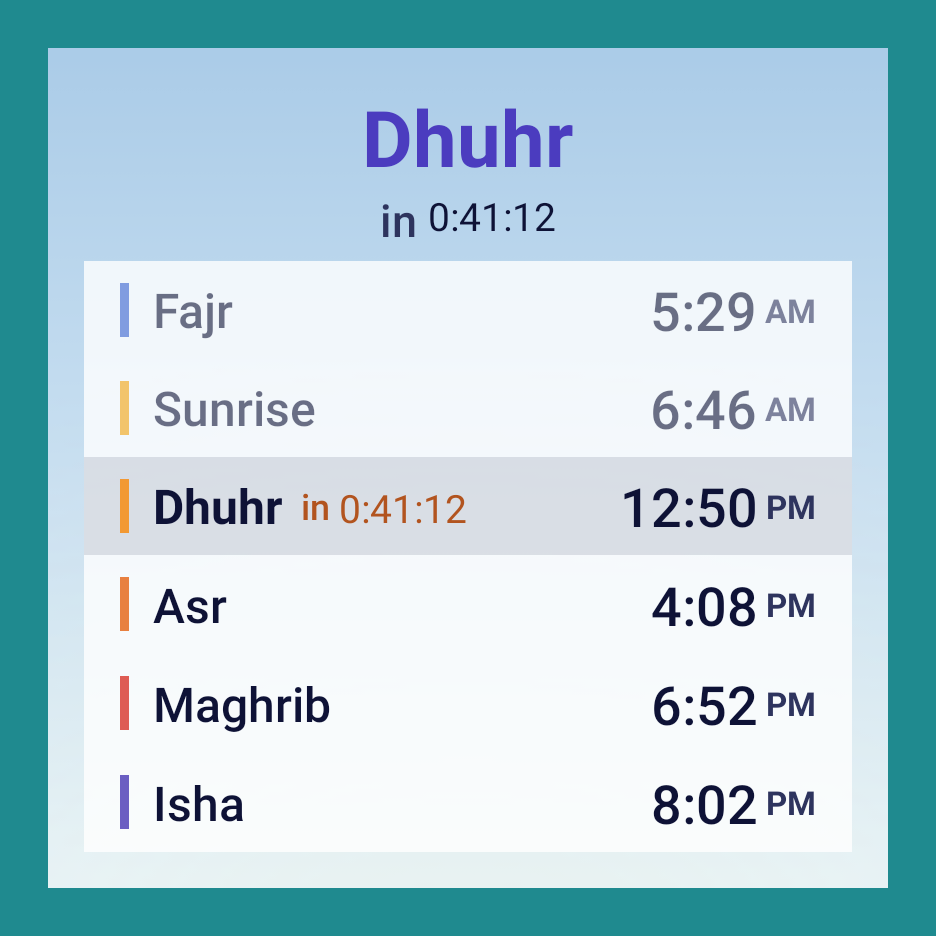 Dhuhr
in 0:41:12
Fajr 5:29 AM
Sunrise 6:46 AM
Dhuhr in 0:41:12 12:50 PM
Asr 4:08 PM
Maghrib 6:52 PM
Isha 8:02 PM